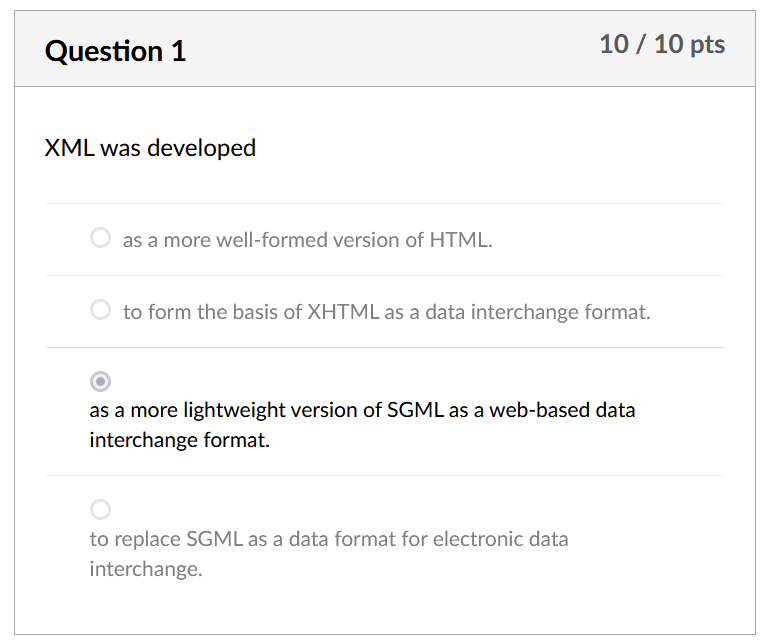 Question 1
10 / 10 pts
XML was developed
as a more well-formed version of HTML.
to form the basis of XHTML as a data interchange format.
as a more lightweight version of SGML as a web-based data
interchange format.
to replace SGML as a data format for electronic data
interchange.